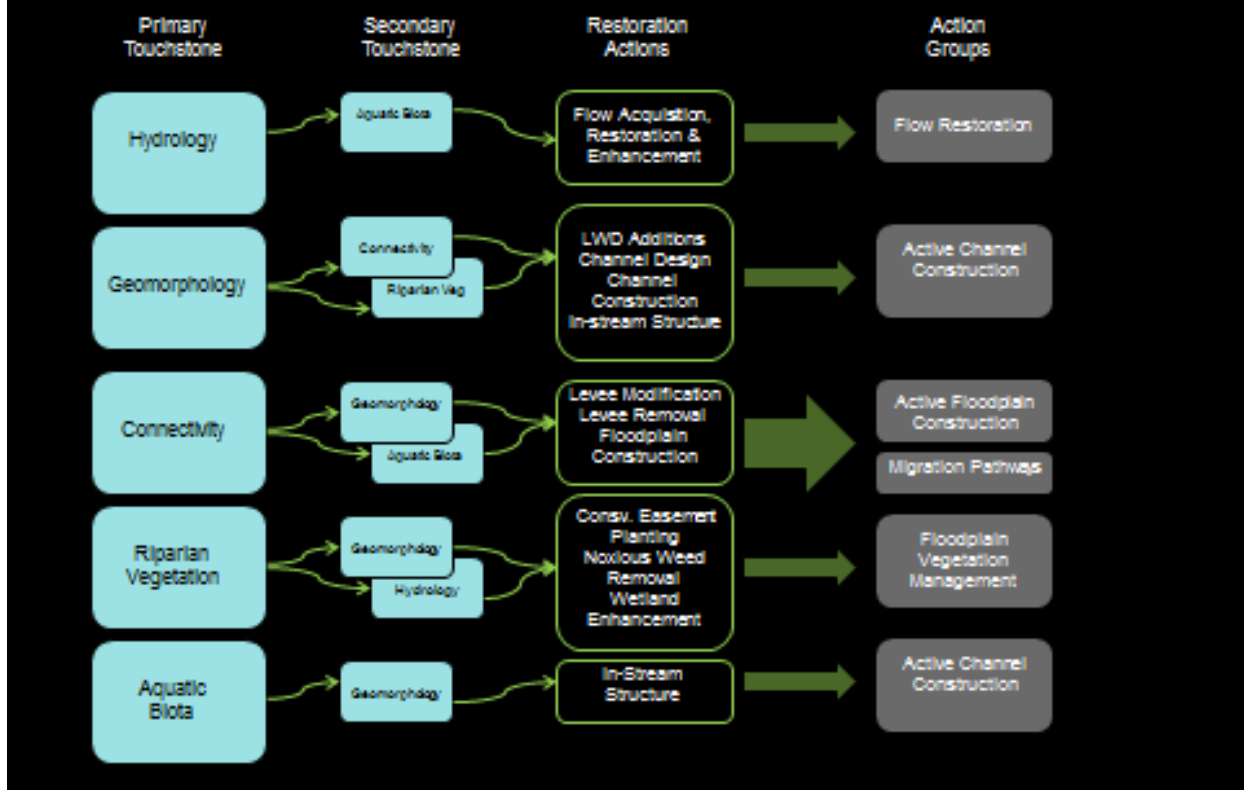 Primary
Touchstone
Secondary
Touchstone
Restoration
Actions
Action
Groups
Hydrology
Aquatic Biota
Flow Acquistion,
Restoration &
Enhancement
Flow Restoration
Geomorphology
Connectivity
Riparian Veg
LWD Additions
Channel Design
Channel
Construction
In-stream Structure
Active Channel
Construction
Connectivity
Geomorphology
Aquatic Biota
Levee Modification
Levee Removal
Floodplain
Construction
Active Floodplain
Construction
Migration Pathways
Riparian
Vegetation
Geomorphology
Hydrology
Consv. Easement
Planting
Noxious Weed
Removal
Wetland
Enhancement
Floodplain
Vegetation
Management
Aquatic
Biota
Geomorphology
In-Stream
Structure
Active Channel
Construction